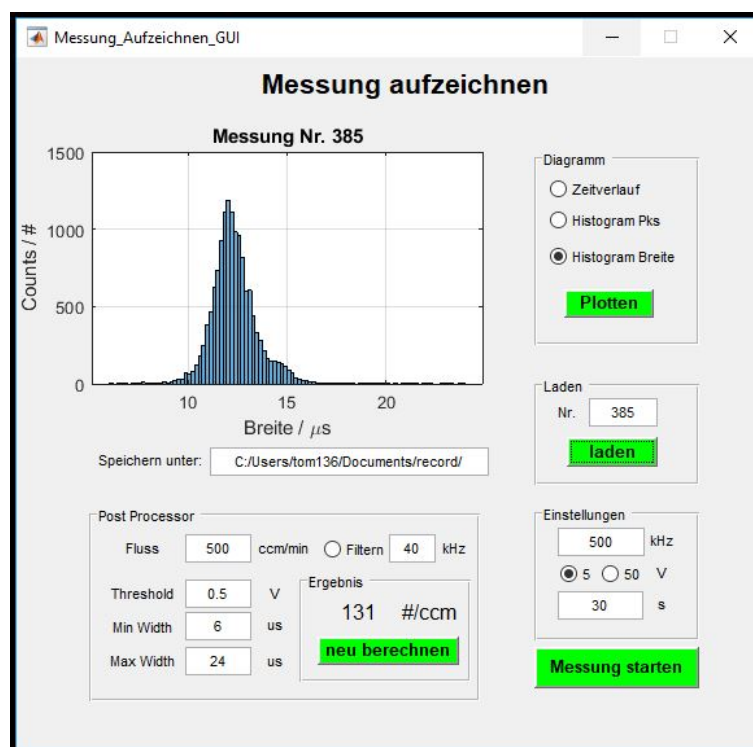 Messung_Aufzeichnen_GUI
Messung aufzeichnen
Messung Nr. 385
1500
1000
500
0
10 15 20
Counts / #
Breite / μs
Speichern unter: C:/Users/tom136/Documents/record/
Diagramm
Zeitverlauf
Histogram Pks
Histogram Breite
Plotten
Laden
Nr. 385
laden
Post Processor
Fluss 500 ccm/min Filtern 40 kHz
Threshold 0.5 V
Min Width 6 us
Max Width 24 us
Ergebnis
131 #/ccm
neu berechnen
Einstellungen
500 kHz
5 50 V
30 s
Messung starten